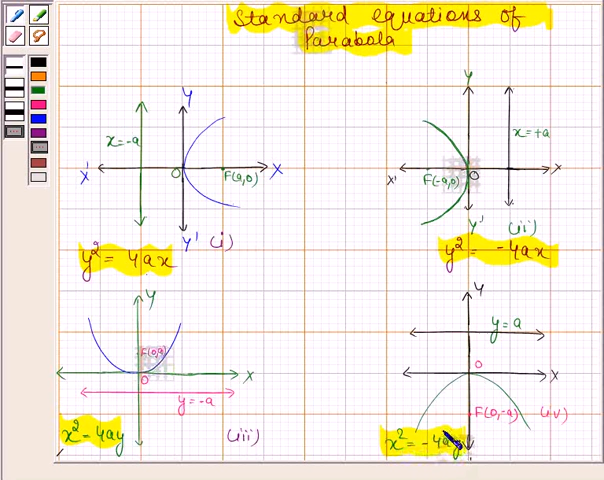 Standard equations of
Parabola
Y
x=-a
X'
O
F(a,0)
X
Y'
(i)
y² = 4ax
Y
x=+a
X'
F(-a,0)
O
X
Y'
(ii)
y² = -4ax
Y
F(0,a)
O
X
y=-a
x²=4ay
(iii)
Y
y=a
O
X
F(0,-a)
(iv)
x²=-4ay